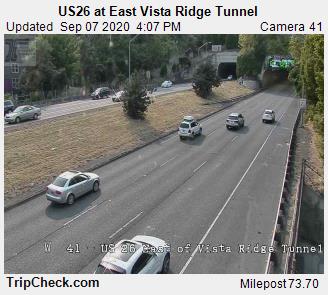 US26 at East Vista Ridge Tunnel
Updated Sep 07 2020 4:07 PM Camera 41
W 41 US 26 East of Vista Ridge Tunnel
TripCheck.com Milepost 73.70